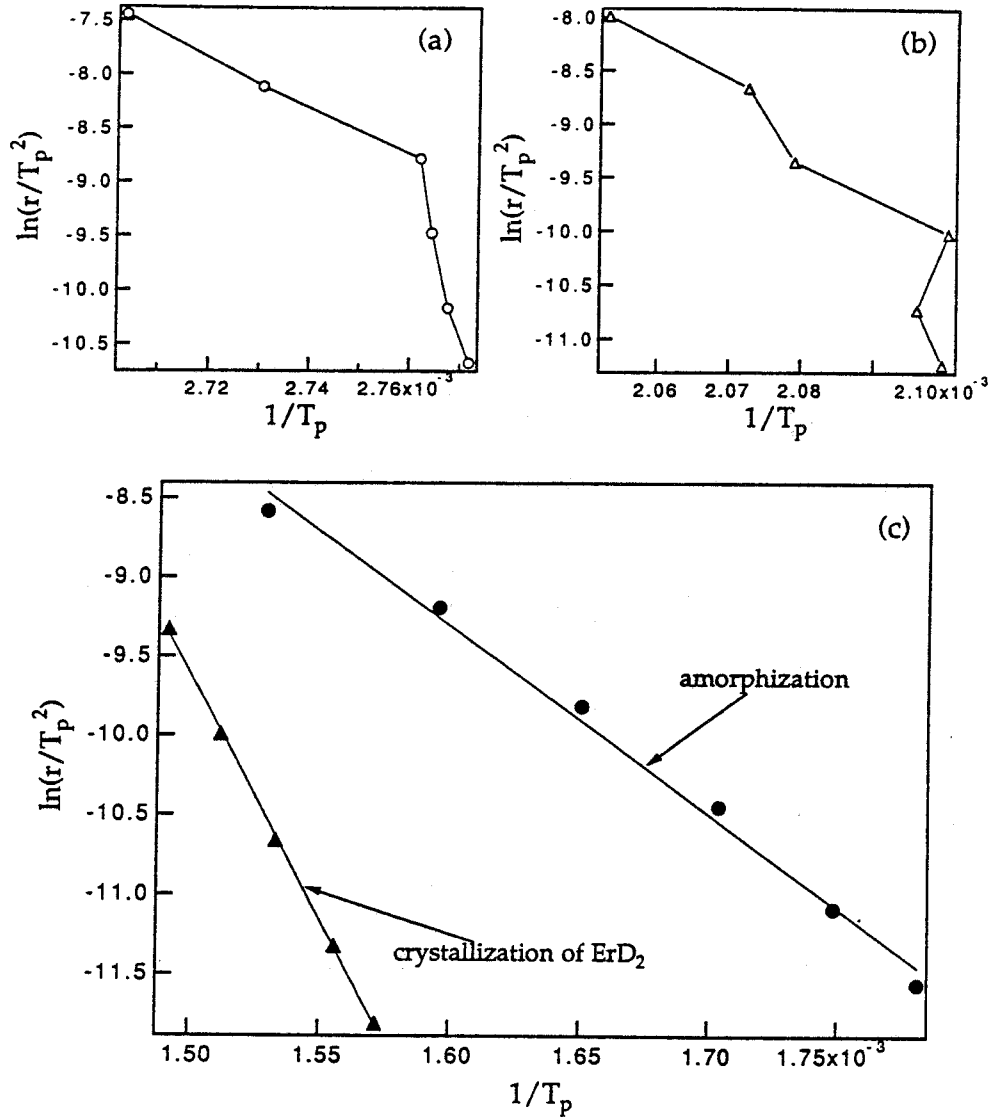 -7.5
-8.0
-8.5
-9.0
-9.5
-10.0
-10.5
ln(r/Tp²)
(a)
2.72 2.74 2.76x10⁻³
1/Tp
-8.0
-8.5
-9.0
-9.5
-10.0
-10.5
-11.0
ln(r/Tp²)
(b)
2.06 2.07 2.08 2.10x10⁻³
1/Tp
-8.5
-9.0
-9.5
-10.0
-10.5
-11.0
-11.5
ln(r/Tp²)
(c)
amorphization
crystallization of ErD₂
1.50 1.55 1.60 1.65 1.70 1.75x10⁻³
1/Tp